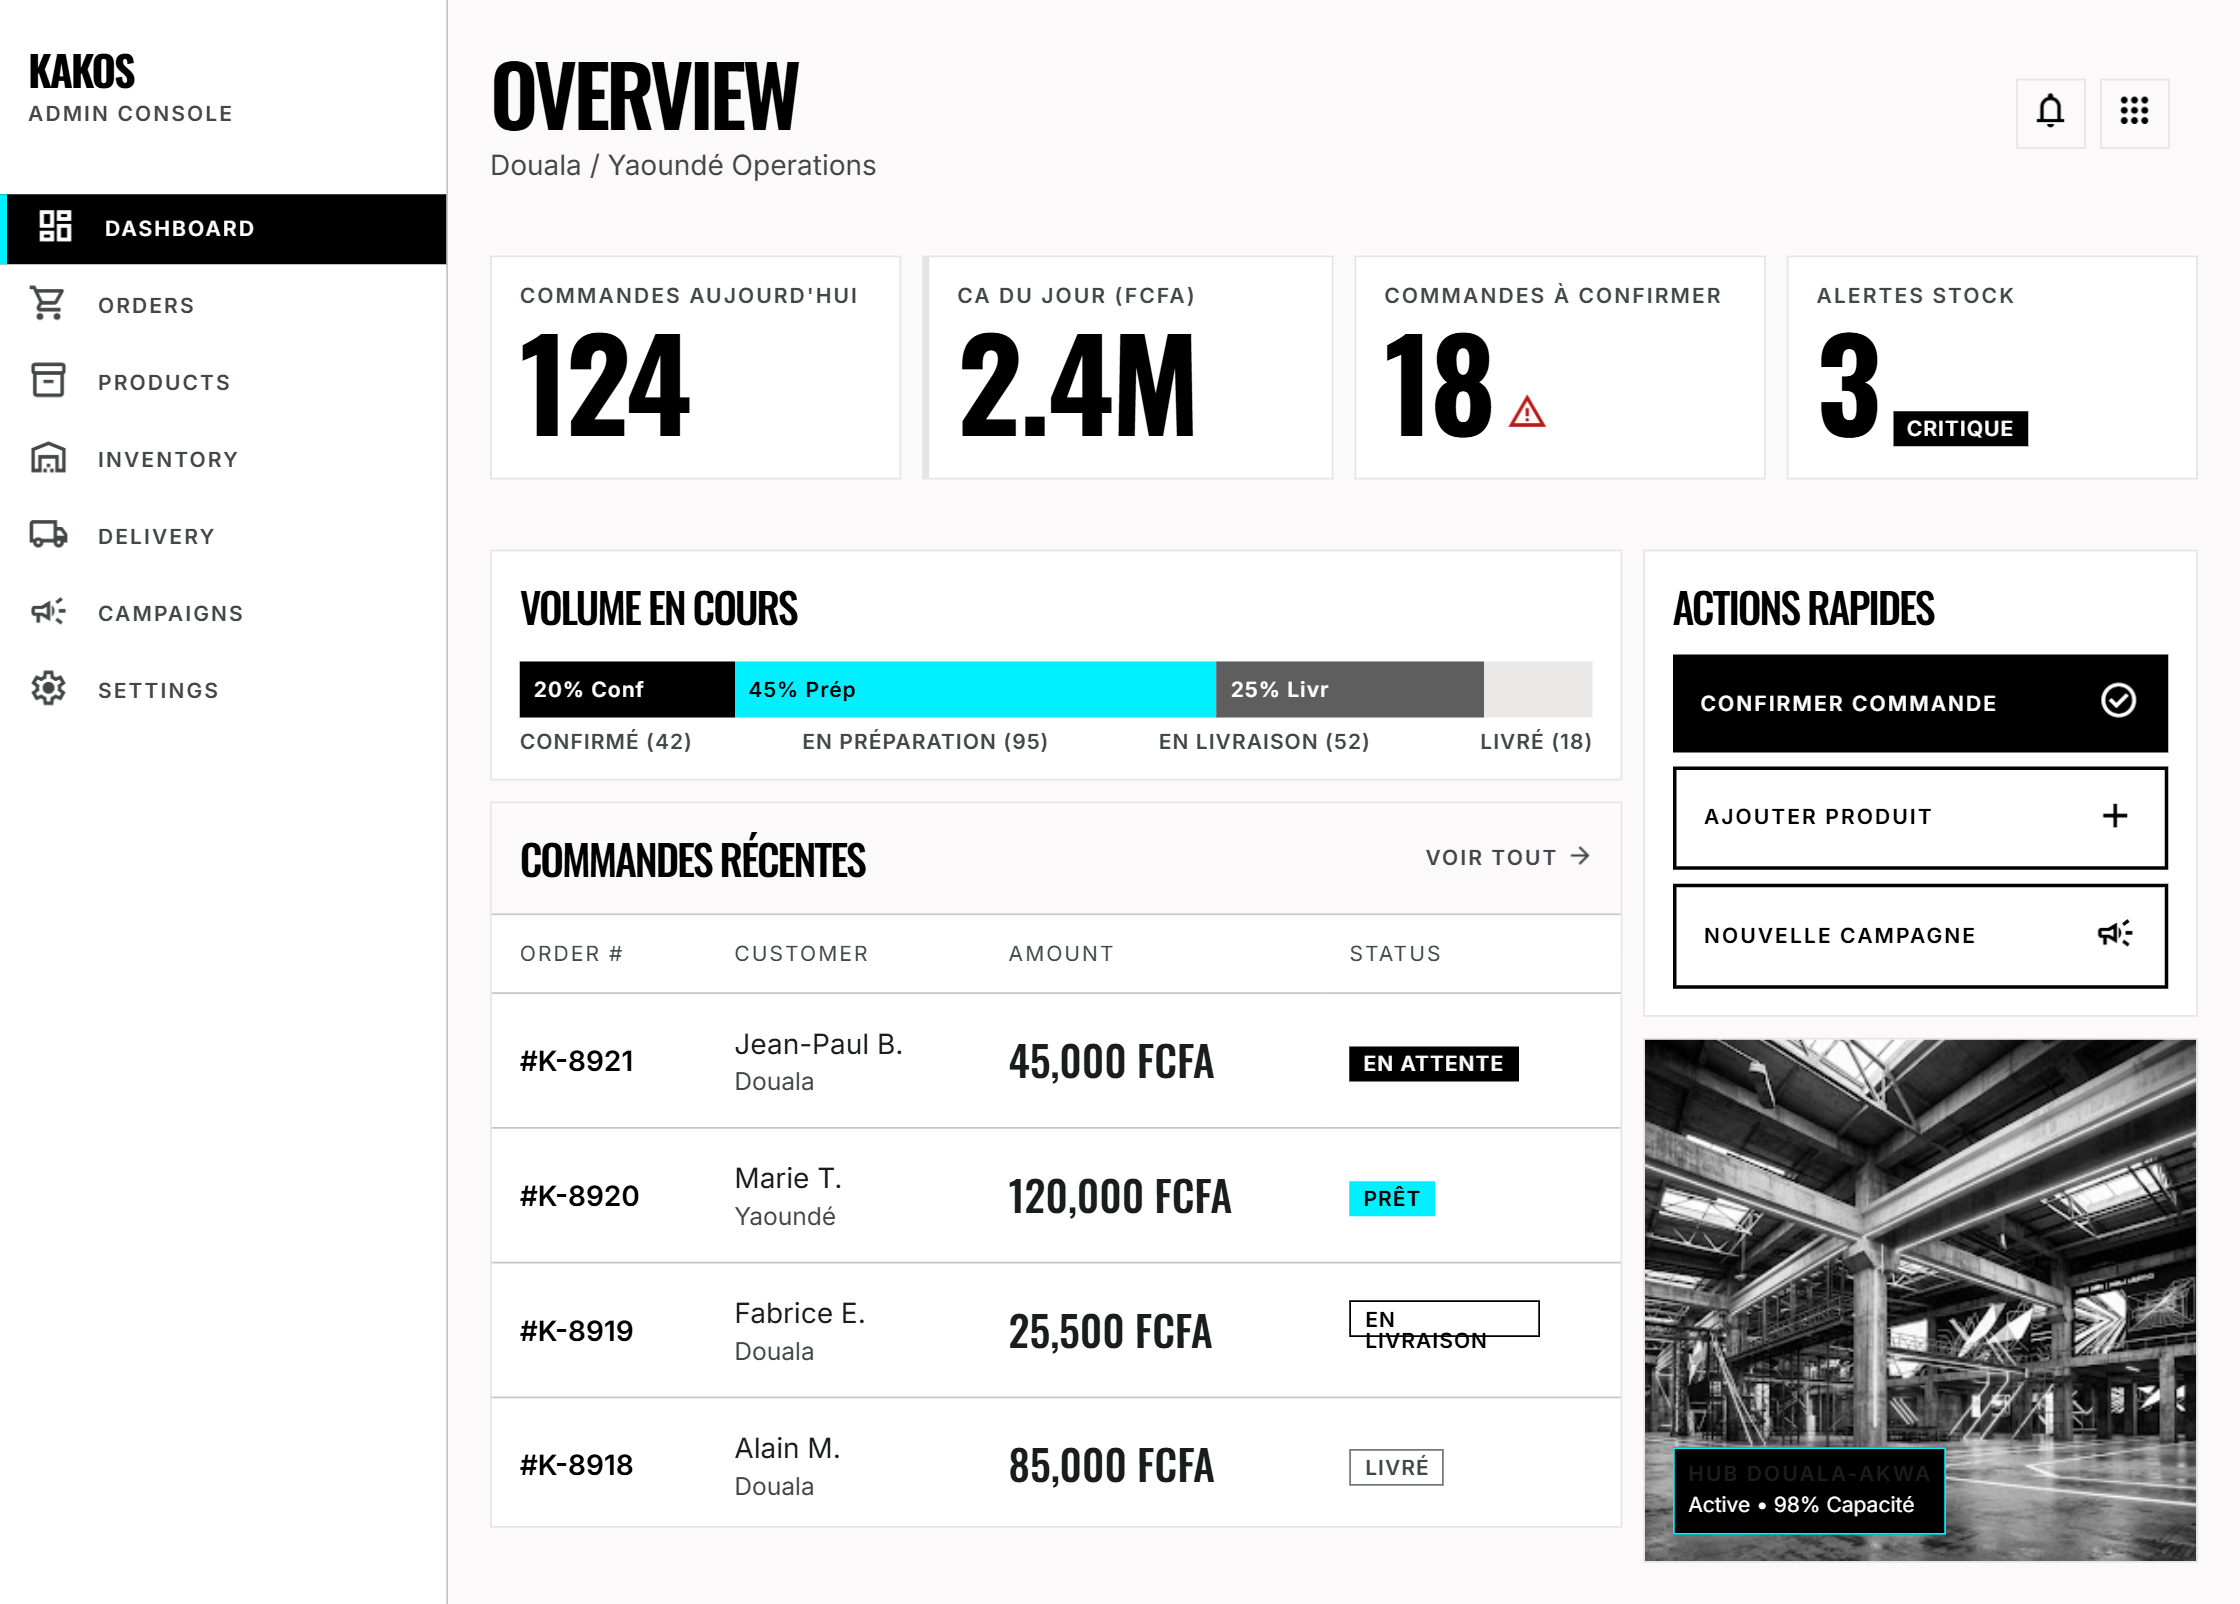 KAKOS
ADMIN CONSOLE
DASHBOARD
ORDERS
PRODUCTS
INVENTORY
DELIVERY
CAMPAIGNS
SETTINGS
OVERVIEW
Douala / Yaoundé Operations
COMMANDES AUJOURD'HUI
124
CA DU JOUR (FCFA)
2.4M
COMMANDES À CONFIRMER
18
ALERTES STOCK
3 CRITIQUE
VOLUME EN COURS
20% Conf 45% Prép 25% Livr
CONFIRMÉ (42) EN PRÉPARATION (95) EN LIVRAISON (52) LIVRÉ (18)
COMMANDES RÉCENTES VOIR TOUT →
ORDER # CUSTOMER AMOUNT STATUS
#K-8921 Jean-Paul B. 45,000 FCFA EN ATTENTE
Douala
#K-8920 Marie T. 120,000 FCFA PRÊT
Yaoundé
#K-8919 Fabrice E. 25,500 FCFA EN
Douala LIVRAISON
#K-8918 Alain M. 85,000 FCFA LIVRÉ
Douala
ACTIONS RAPIDES
CONFIRMER COMMANDE
AJOUTER PRODUIT
NOUVELLE CAMPAGNE
HUB DOUALA-AKWA
Active • 98% Capacité